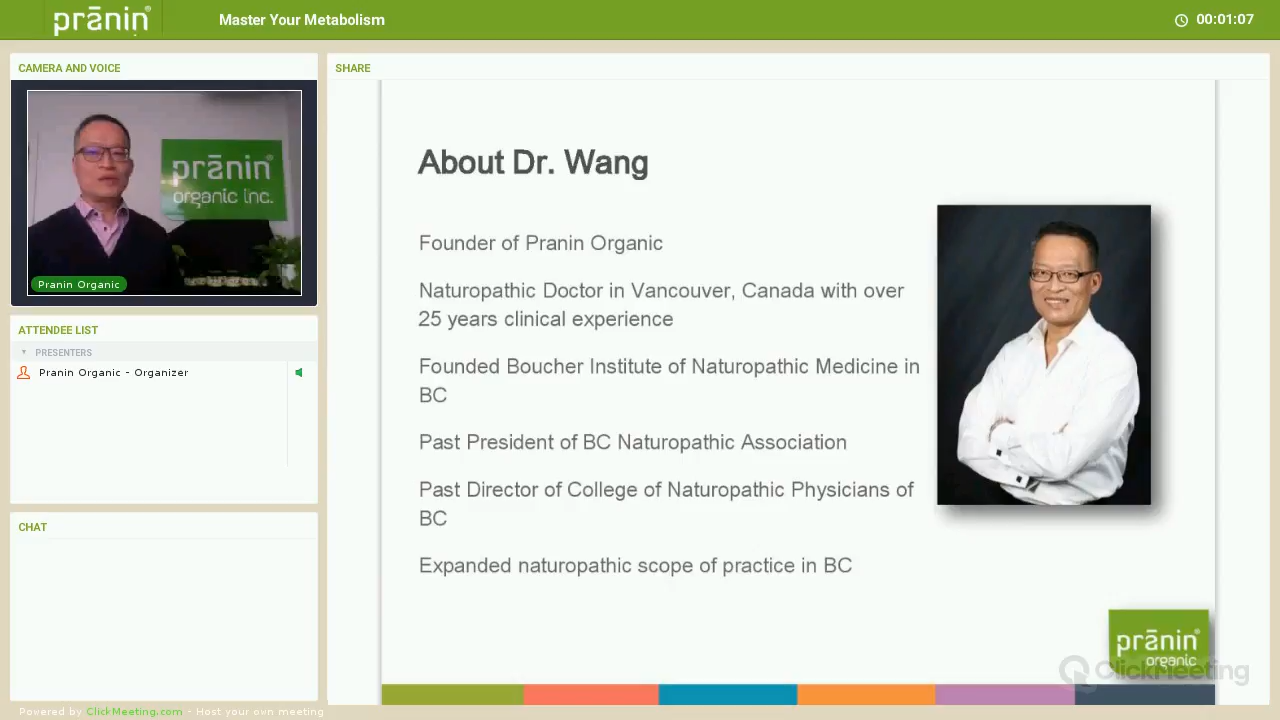 prānin®
Master Your Metabolism
00:01:07
CAMERA AND VOICE
prānin®
organic inc.
Pranin Organic
ATTENDEE LIST
PRESENTERS
Pranin Organic - Organizer
CHAT
SHARE
About Dr. Wang
Founder of Pranin Organic
Naturopathic Doctor in Vancouver, Canada with over
25 years clinical experience
Founded Boucher Institute of Naturopathic Medicine in
BC
Past President of BC Naturopathic Association
Past Director of College of Naturopathic Physicians of
BC
Expanded naturopathic scope of practice in BC
prānin®
organic
ClickMeeting
Powered by ClickMeeting.com - Host your own meeting